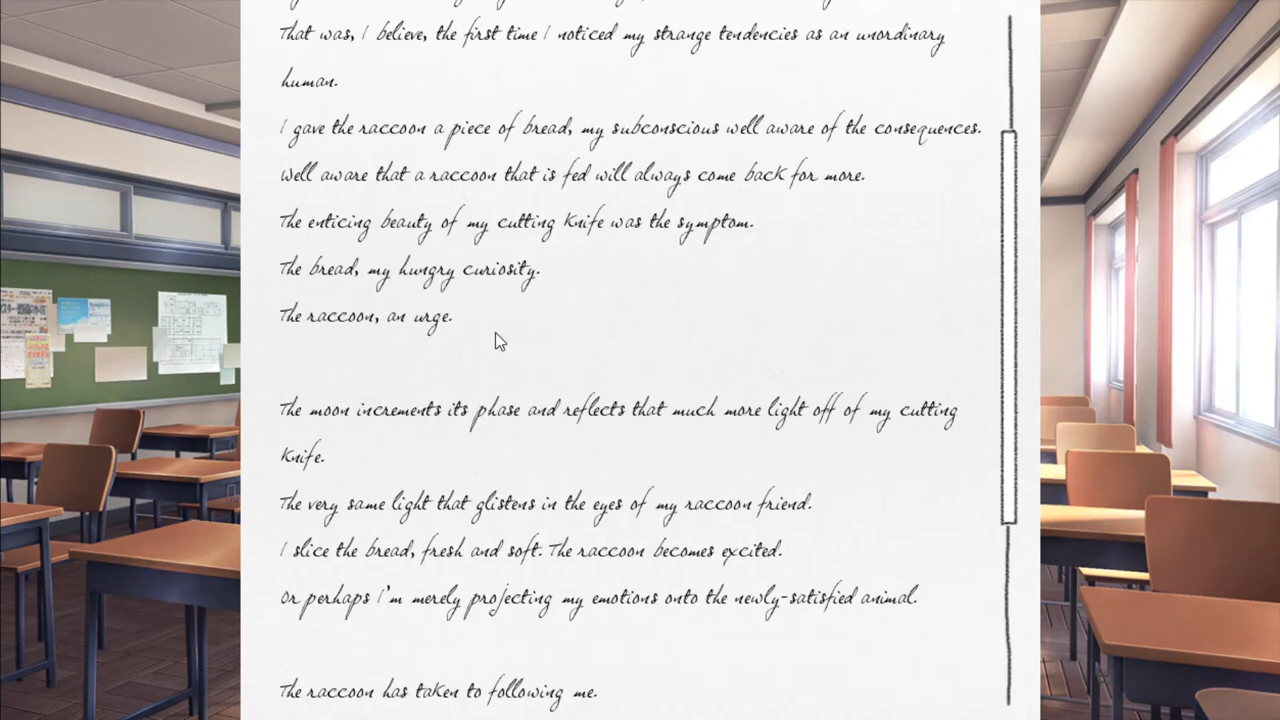 That was, I believe, the first time I noticed my strange tendencies as an unordinary
human.
I gave the raccoon a piece of bread, my subconscious well aware of the consequences.
Well aware that a raccoon that is fed will always come back for more.
The enticing beauty of my cutting knife was the symptom.
The bread, my hungry curiosity.
The raccoon, an urge.
The moon increments its phase and reflects that much more light off of my cutting
knife.
The very same light that glistens in the eyes of my raccoon friend.
I slice the bread, fresh and soft. The raccoon becomes excited.
Or perhaps I'm merely projecting my emotions onto the newly-satisfied animal.
The raccoon has taken to following me.